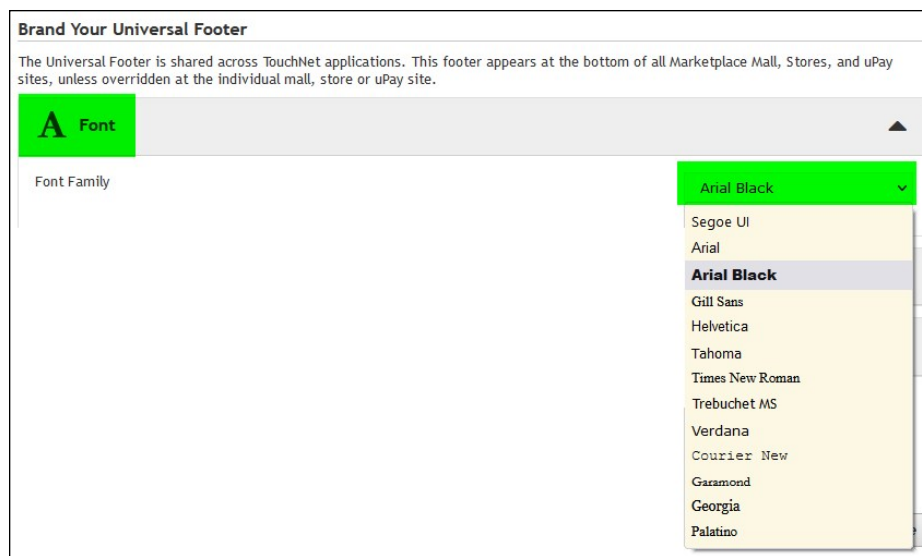 Brand Your Universal Footer
The Universal Footer is shared across TouchNet applications. This footer appears at the bottom of all Marketplace Mall, Stores, and uPay
sites, unless overridden at the individual mall, store or uPay site.
A Font
Font Family
Arial Black
Segoe UI
Arial
Arial Black
Gill Sans
Helvetica
Tahoma
Times New Roman
Trebuchet MS
Verdana
Courier New
Garamond
Georgia
Palatino